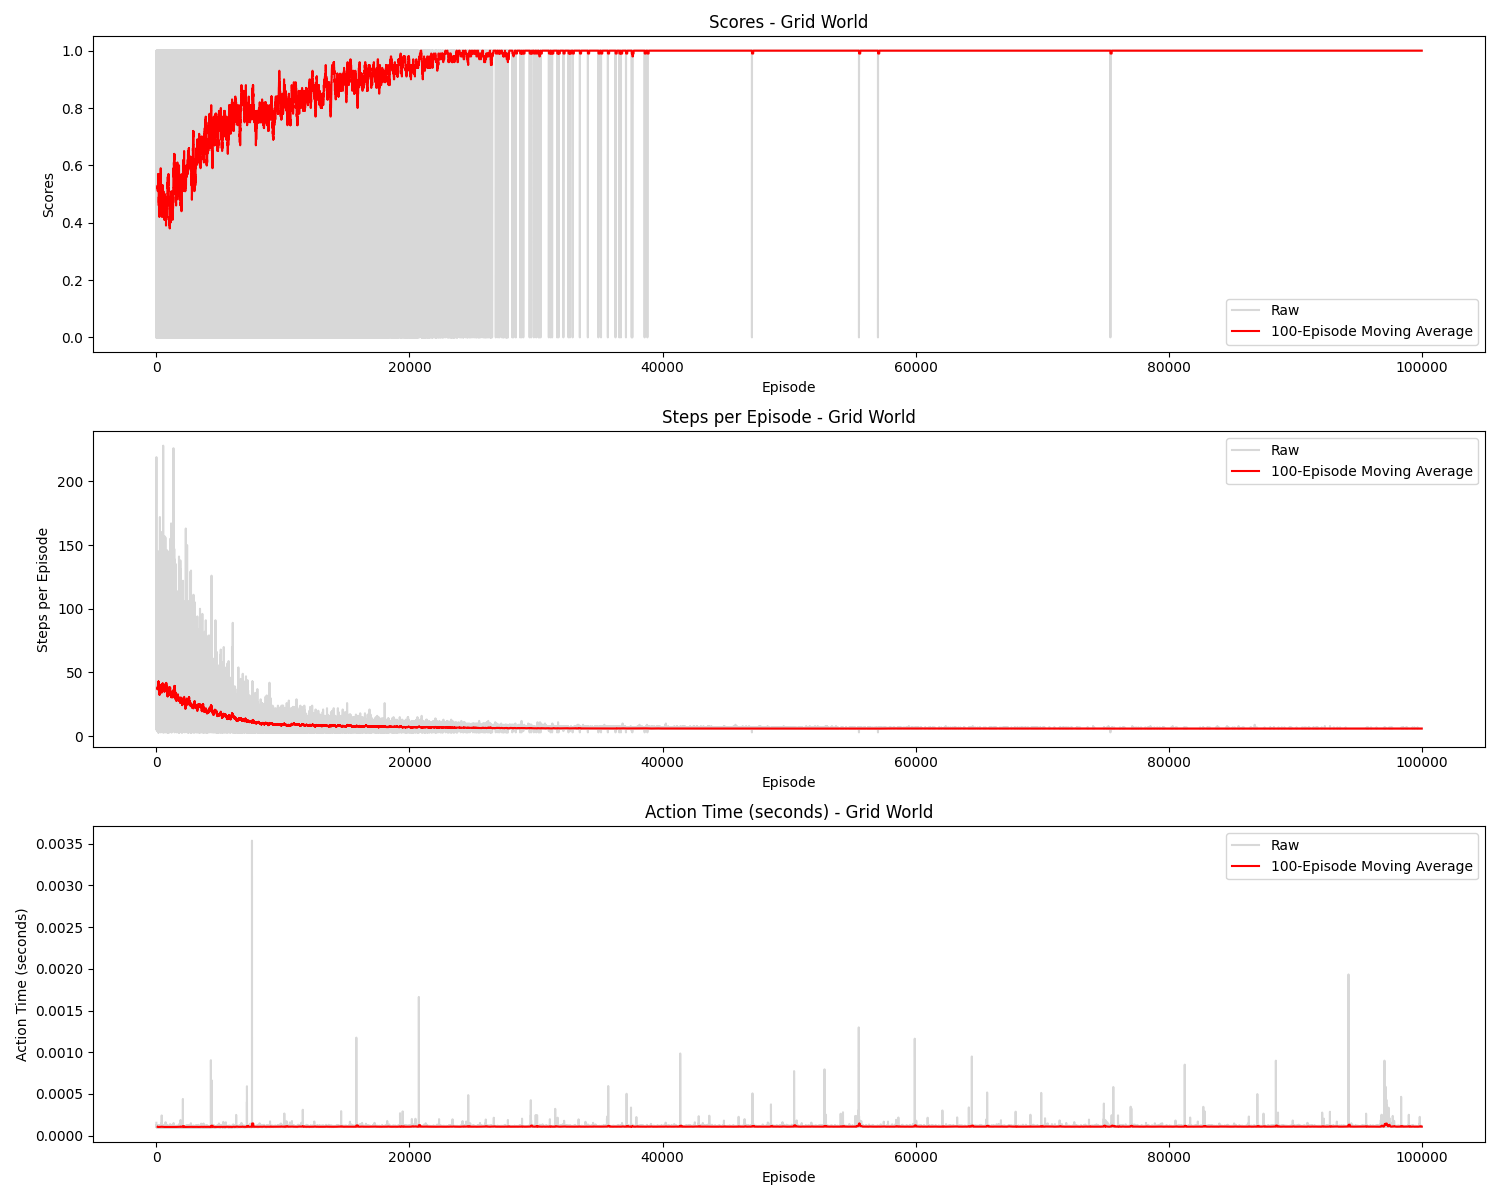 Scores - Grid World
1.0
0.8
0.6
0.4
0.2
0.0
Scores
Raw
100-Episode Moving Average
0 20000 40000 60000 80000 100000
Episode
Steps per Episode - Grid World
200
150
100
50
0
Steps per Episode
Raw
100-Episode Moving Average
0 20000 40000 60000 80000 100000
Episode
Action Time (seconds) - Grid World
0.0035
0.0030
0.0025
0.0020
0.0015
0.0010
0.0005
0.0000
Action Time (seconds)
Raw
100-Episode Moving Average
0 20000 40000 60000 80000 100000
Episode